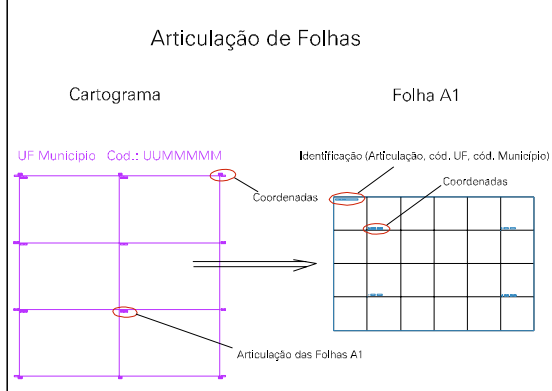 Articulação de Folhas
Cartograma
Folha A1
UF Municipio Cod.: UUMMMMM
Identificação (Articulação, cód. UF, cód. Município)
Coordenadas
Coordenadas
Articulação das Folhas A1